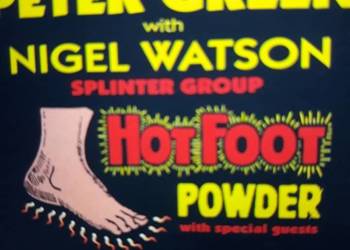 PETER GREEN
with
NIGEL WATSON
SPLINTER GROUP
HOT FOOT
POWDER
with special guests